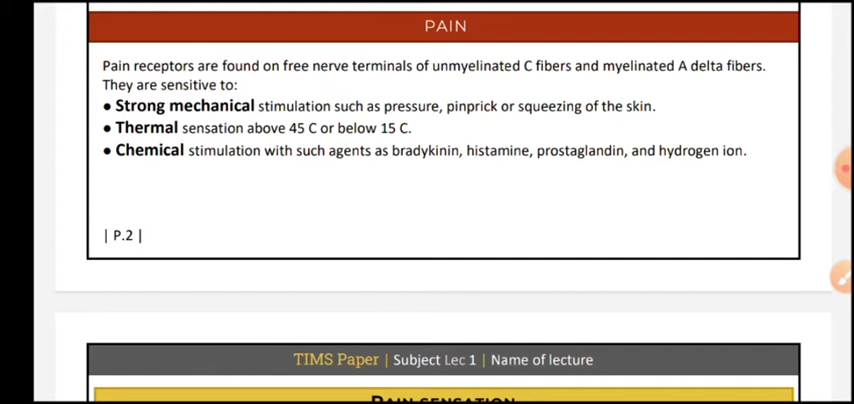 PAIN
Pain receptors are found on free nerve terminals of unmyelinated C fibers and myelinated A delta fibers.
They are sensitive to:
● Strong mechanical stimulation such as pressure, pinprick or squeezing of the skin.
● Thermal sensation above 45 C or below 15 C.
● Chemical stimulation with such agents as bradykinin, histamine, prostaglandin, and hydrogen ion.
| P.2 |
TIMS Paper | Subject Lec 1 | Name of lecture
PAIN SENSATION